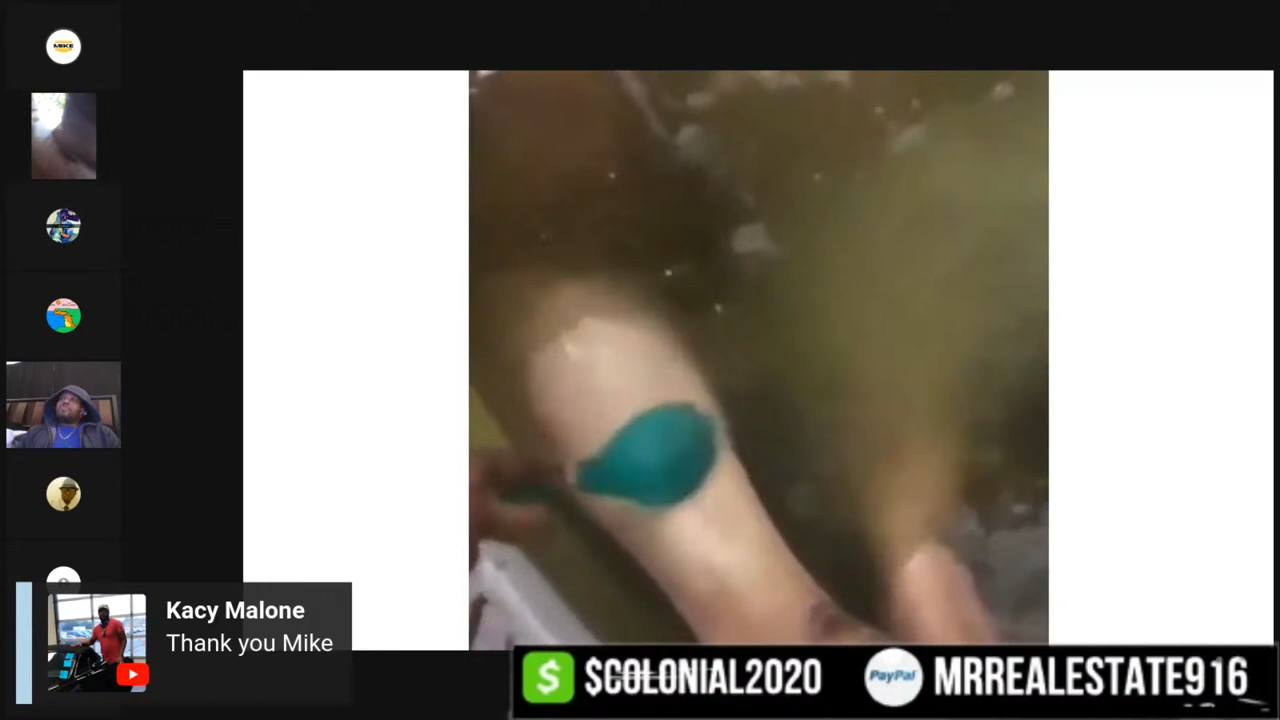 MIKE
Kacy Malone
Thank you Mike
$COLONIAL2020
PayPal
MRREALESTATE916